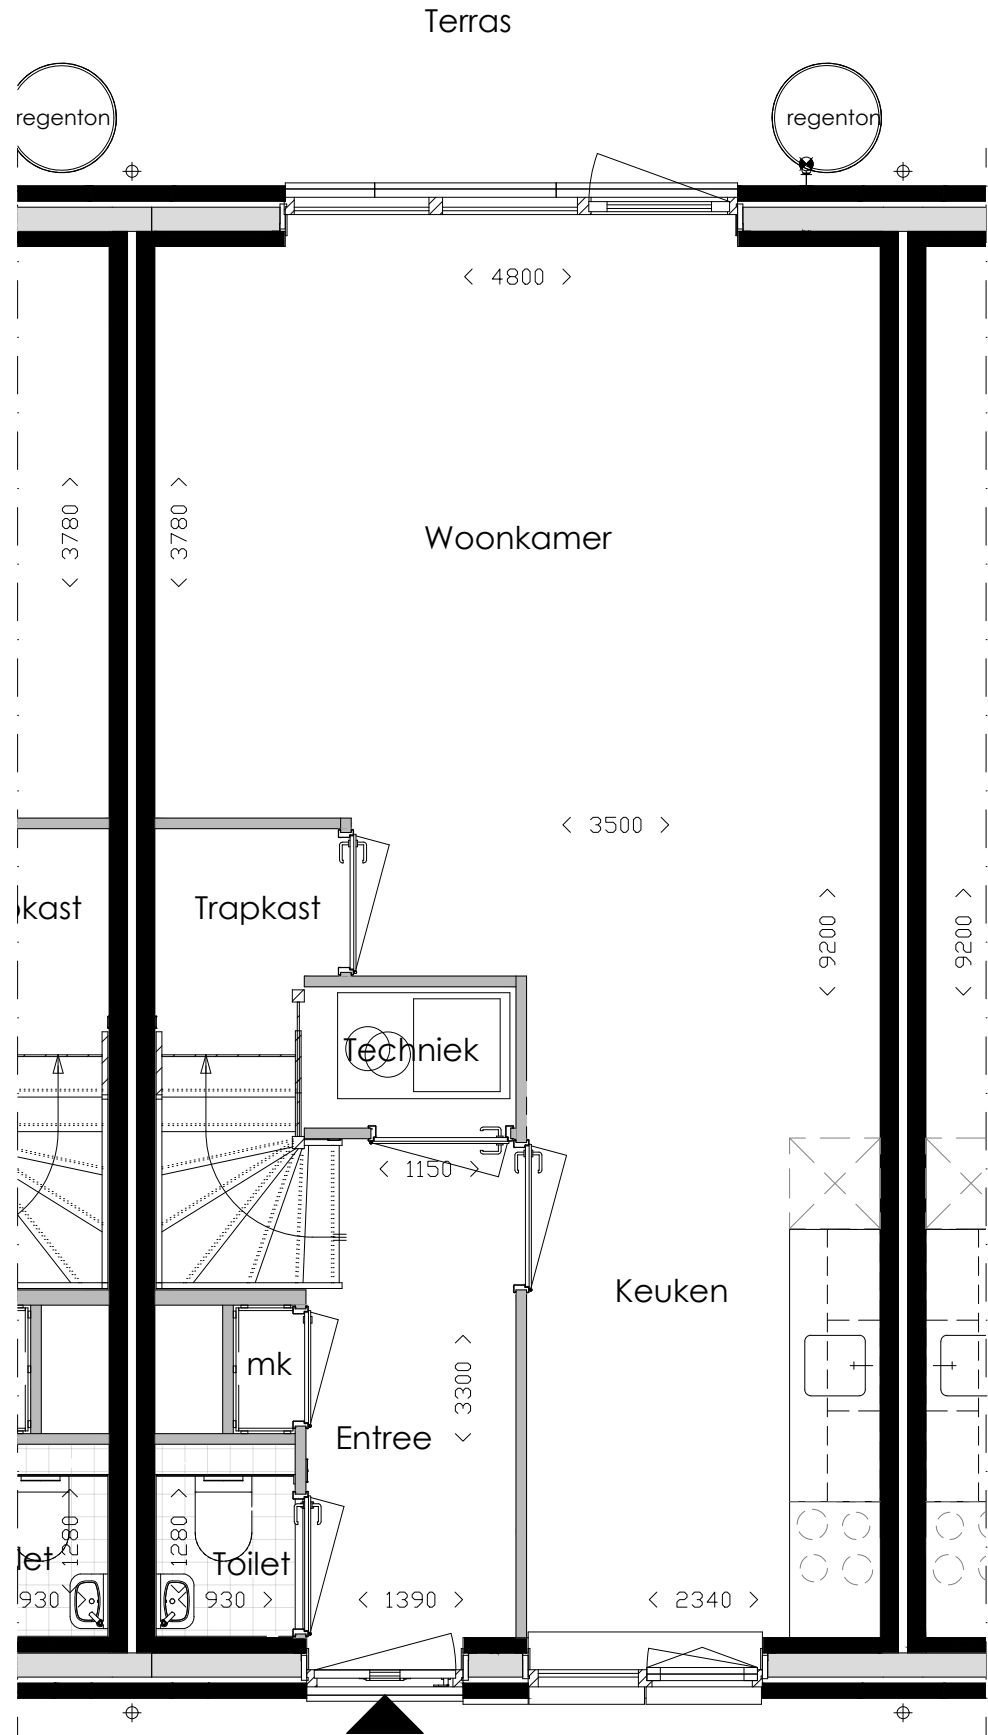 Terras
regenton
regenton
4800
3780
3780
Woonkamer
3500
kast
Trapkast
9200
9200
Techniek
1150
Keuken
mk
3300
Entree
1280
1280
let
Toilet
930
930
1390
2340